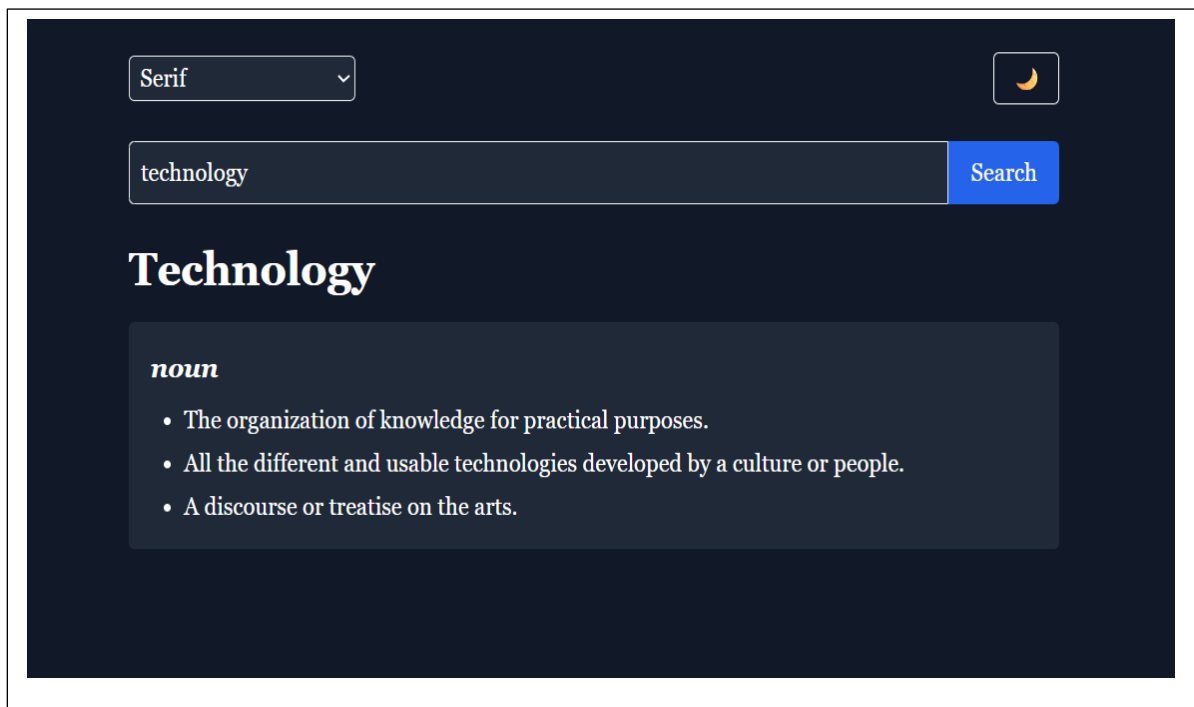 Serif
technology
Search
Technology
noun
• The organization of knowledge for practical purposes.
• All the different and usable technologies developed by a culture or people.
• A discourse or treatise on the arts.